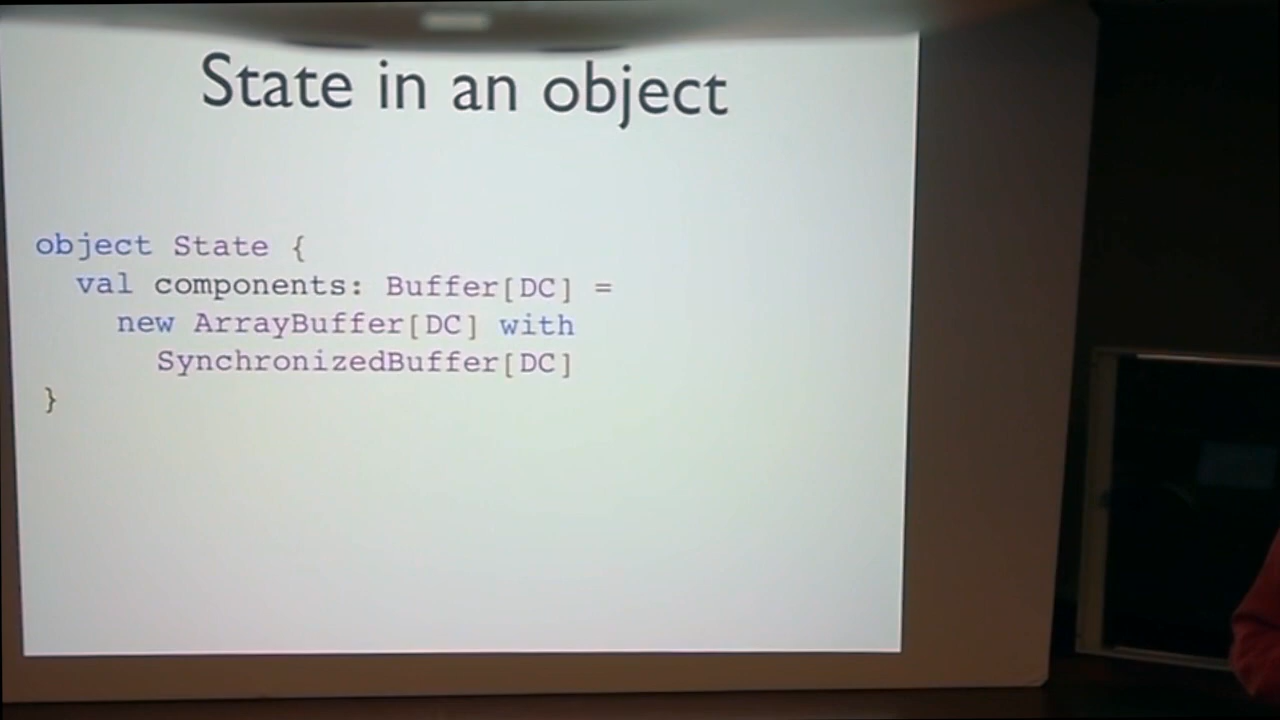 State in an object
object State {
  val components: Buffer[DC] =
    new ArrayBuffer[DC] with
      SynchronizedBuffer[DC]
}